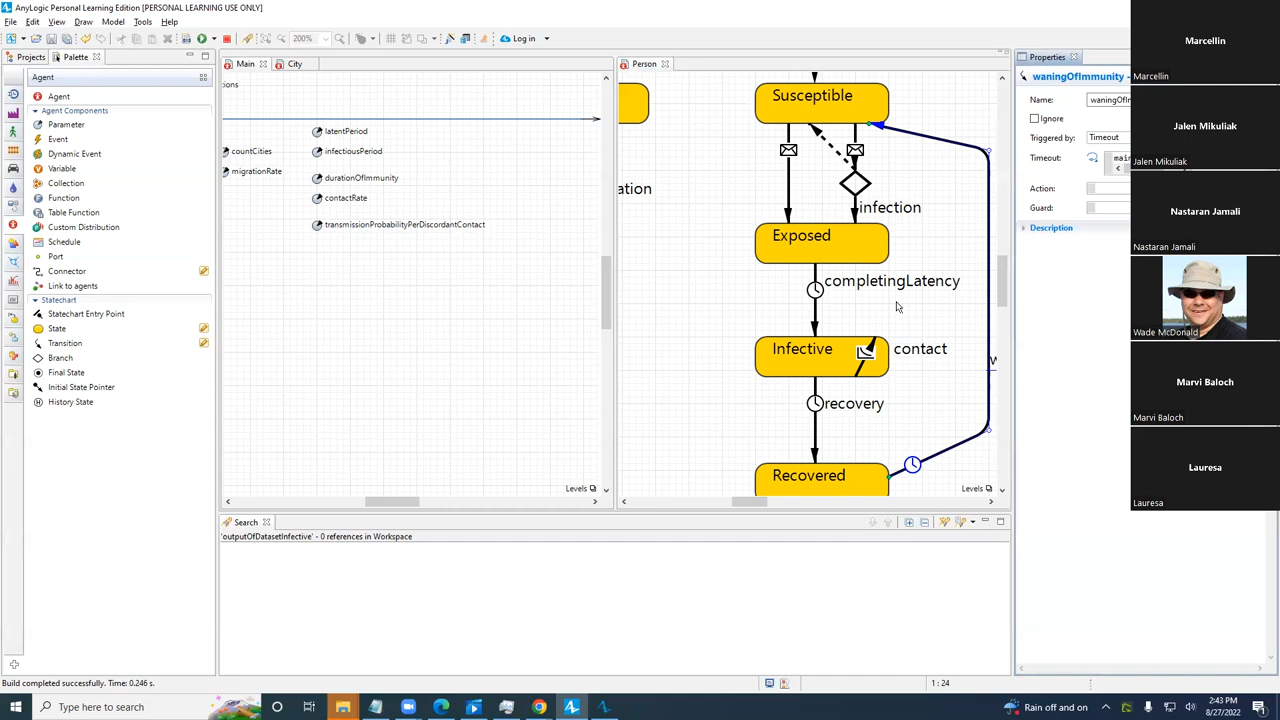 AnyLogic Personal Learning Edition [PERSONAL LEARNING USE ONLY]
File Edit View Draw Model Tools Help
200%
Log in
Projects
Palette
Agent
Agent
Agent Components
Parameter
Event
Dynamic Event
Variable
Collection
Function
Table Function
Custom Distribution
Schedule
Port
Connector
Link to agents
Statechart
Statechart Entry Point
State
Transition
Branch
Final State
Initial State Pointer
History State
Main
City
latentPeriod
countCities
infectiousPeriod
migrationRate
durationOfImmunity
contactRate
transmissionProbabilityPerDiscordantContact
Levels
Person
Susceptible
infection
Exposed
completingLatency
Infective
contact
recovery
Recovered
Levels
Search
'outputOfDatasetInfective' - 0 references in Workspace
Properties
waningOfImmunity -
Name:
Ignore
Triggered by: Timeout
Timeout:
Action:
Guard:
Description
Marcellin
Marcellin
Jalen Mikuliak
Jalen Mikuliak
Nastaran Jamali
Nastaran Jamali
Wade McDonald
Marvi Baloch
Marvi Baloch
Lauresa
Lauresa
Build completed successfully. Time: 0.246 s.
1 : 24
Type here to search
Rain off and on
2:43 PM
8/27/2022